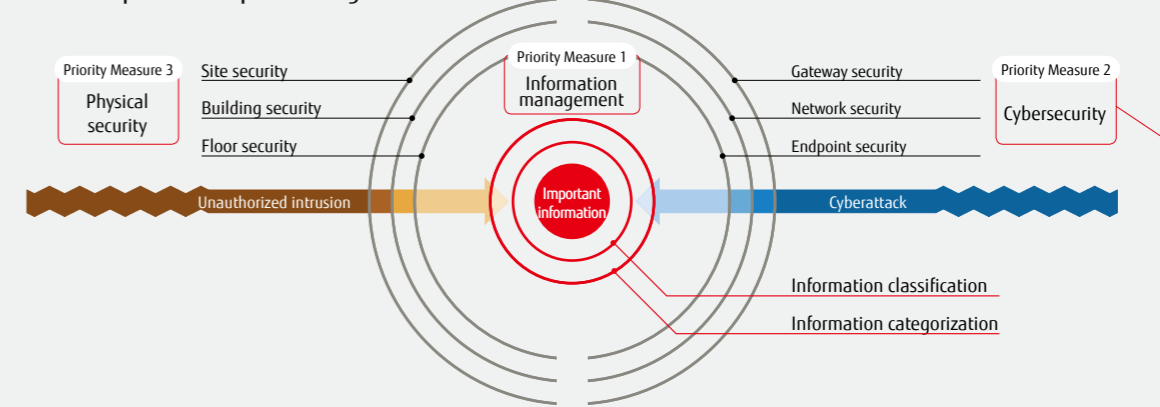 Priority Measure 3
Physical
security
Site security
Building security
Floor security
Priority Measure 1
Information
management
Gateway security
Network security
Endpoint security
Priority Measure 2
Cybersecurity
Unauthorized intrusion
Important
information
Cyberattack
Information classification
Information categorization